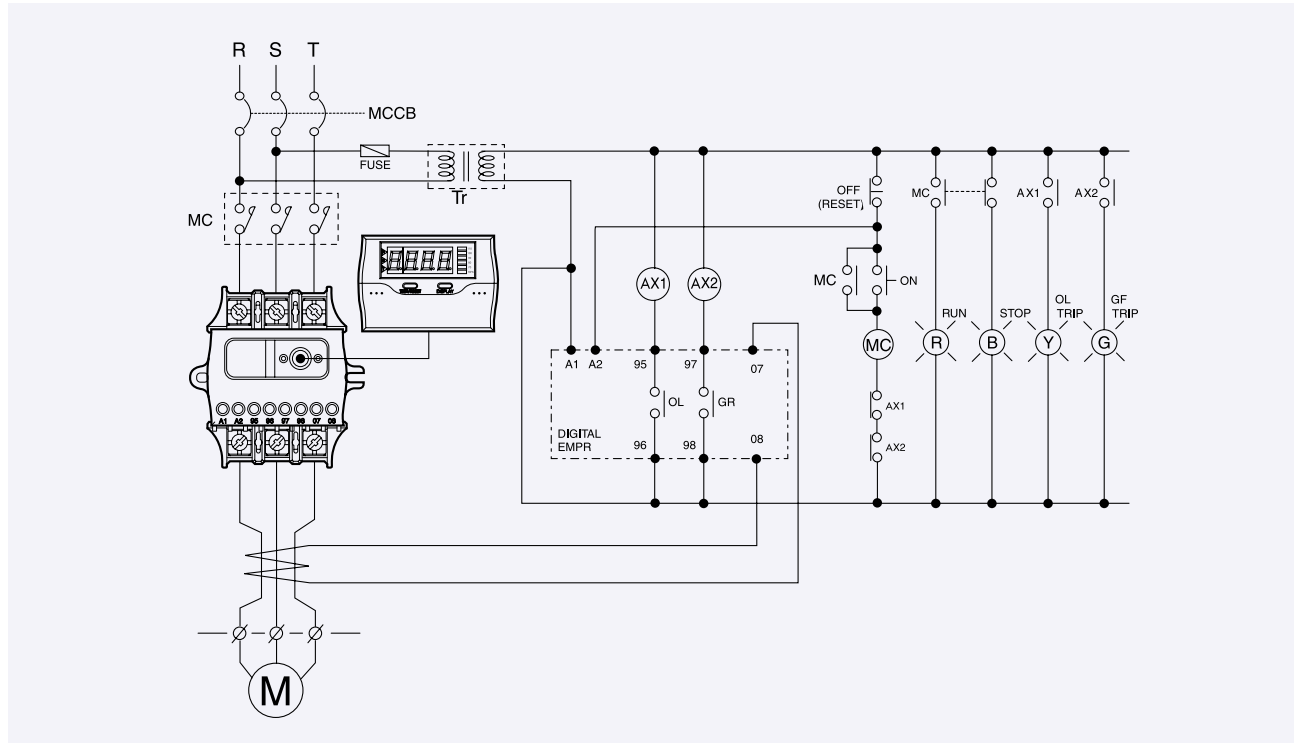 R S T
MCCB
FUSE
Tr
MC
OFF
(RESET)
MC
AX1
AX2
MC
ON
AX1
AX2
RUN
STOP
OL
TRIP
GF
TRIP
MC
R
B
Y
G
A1 A2 95 97 07
OL
GR
AX1
AX2
DIGITAL
EMPR
96 98 08
A1 A2 95 96 97 98 07 08
DISPLAY
M